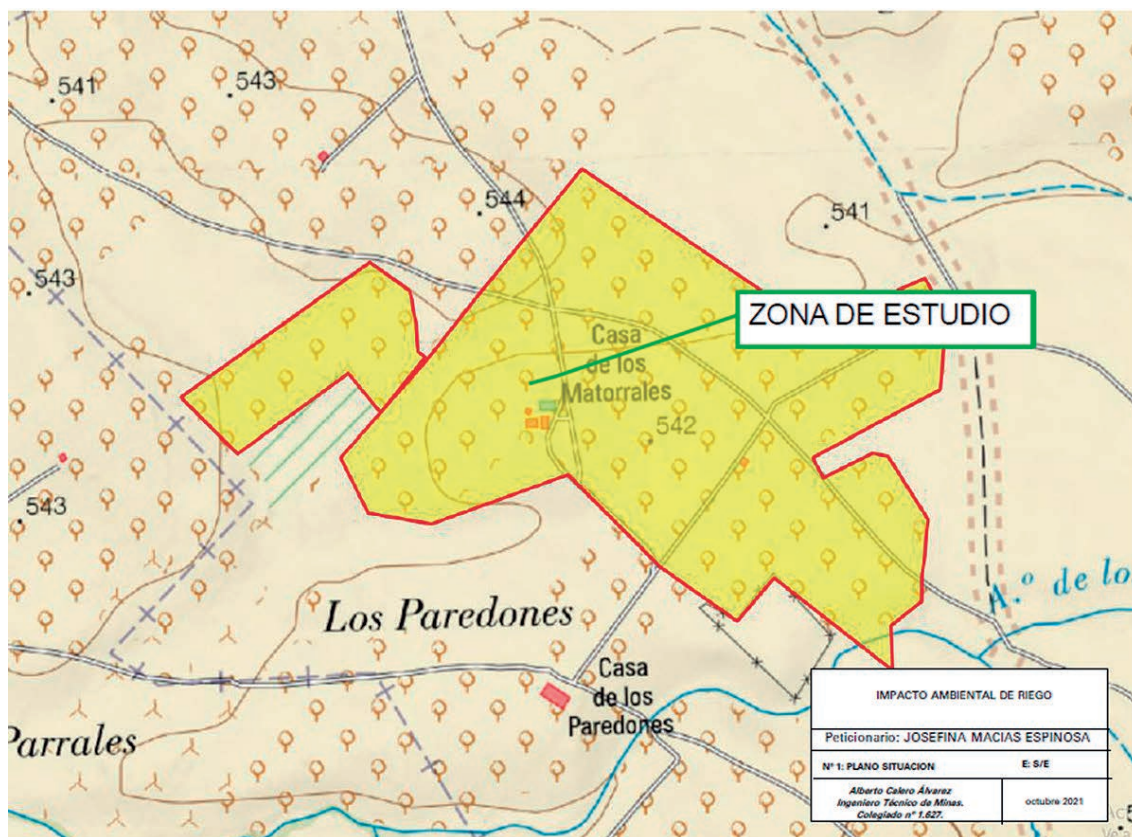 541
543
544
541
543
ZONA DE ESTUDIO
Casa
de los
Matorrales
542
543
Los Paredones
A.º de lo
Casa
de los
Paredones
Parrales
IMPACTO AMBIENTAL DE RIEGO
Peticionario: JOSEFINA MACIAS ESPINOSA
Nº 1: PLANO SITUACION E: S/E
Alberto Calero Álvarez
Ingeniero Técnico de Minas.
Colegiado nº 1.627.
octubre 2021